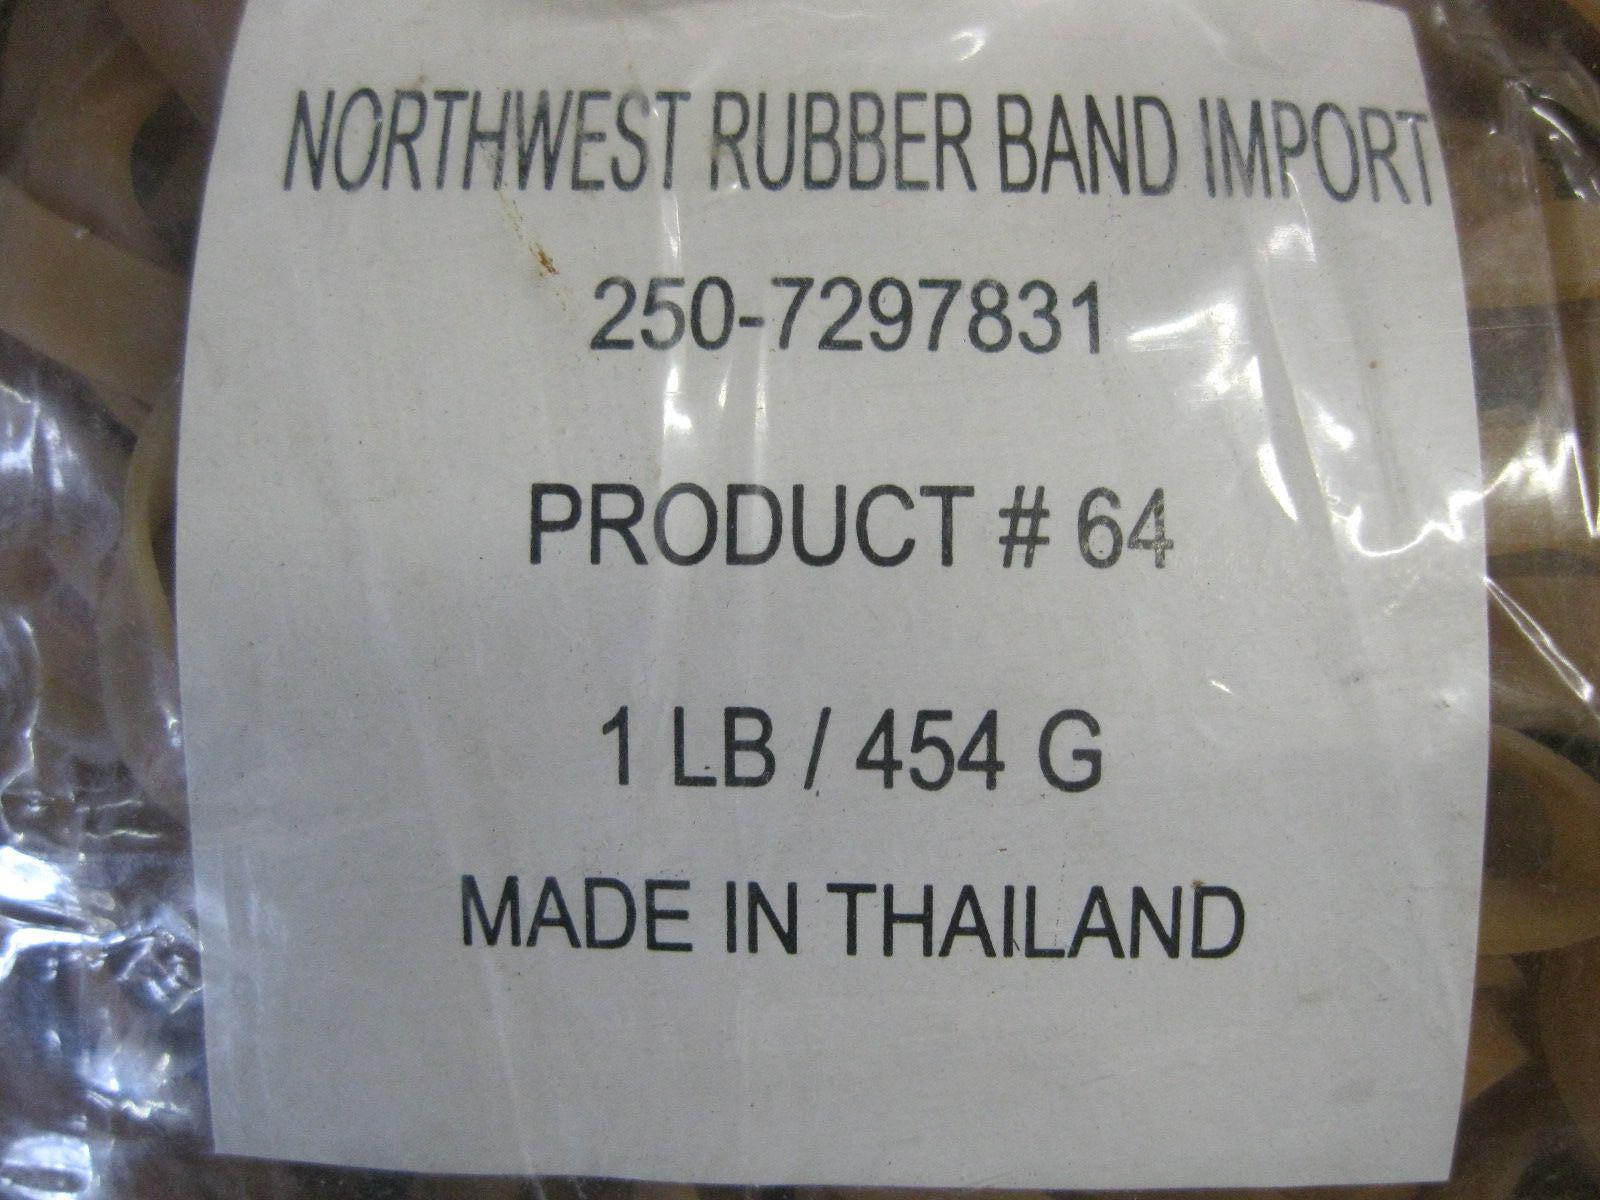 NORTHWEST RUBBER BAND IMPORT
250-7297831
PRODUCT # 64
1 LB / 454 G
MADE IN THAILAND